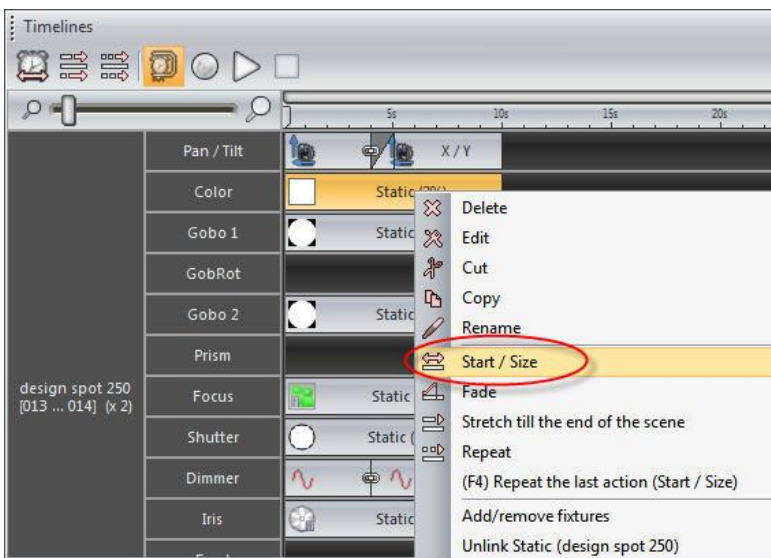 Timelines
5s 10s 15s 20s
Pan / Tilt X / Y
Color Static
Gobo 1 Static
GobRot
Gobo 2 Static
Prism
design spot 250
[013 ... 014] (x 2)
Focus Static
Shutter Static (
Dimmer
Iris Static
Delete
Edit
Cut
Copy
Rename
Start / Size
Fade
Stretch till the end of the scene
Repeat
(F4) Repeat the last action (Start / Size)
Add/remove fixtures
Unlink Static (design spot 250)